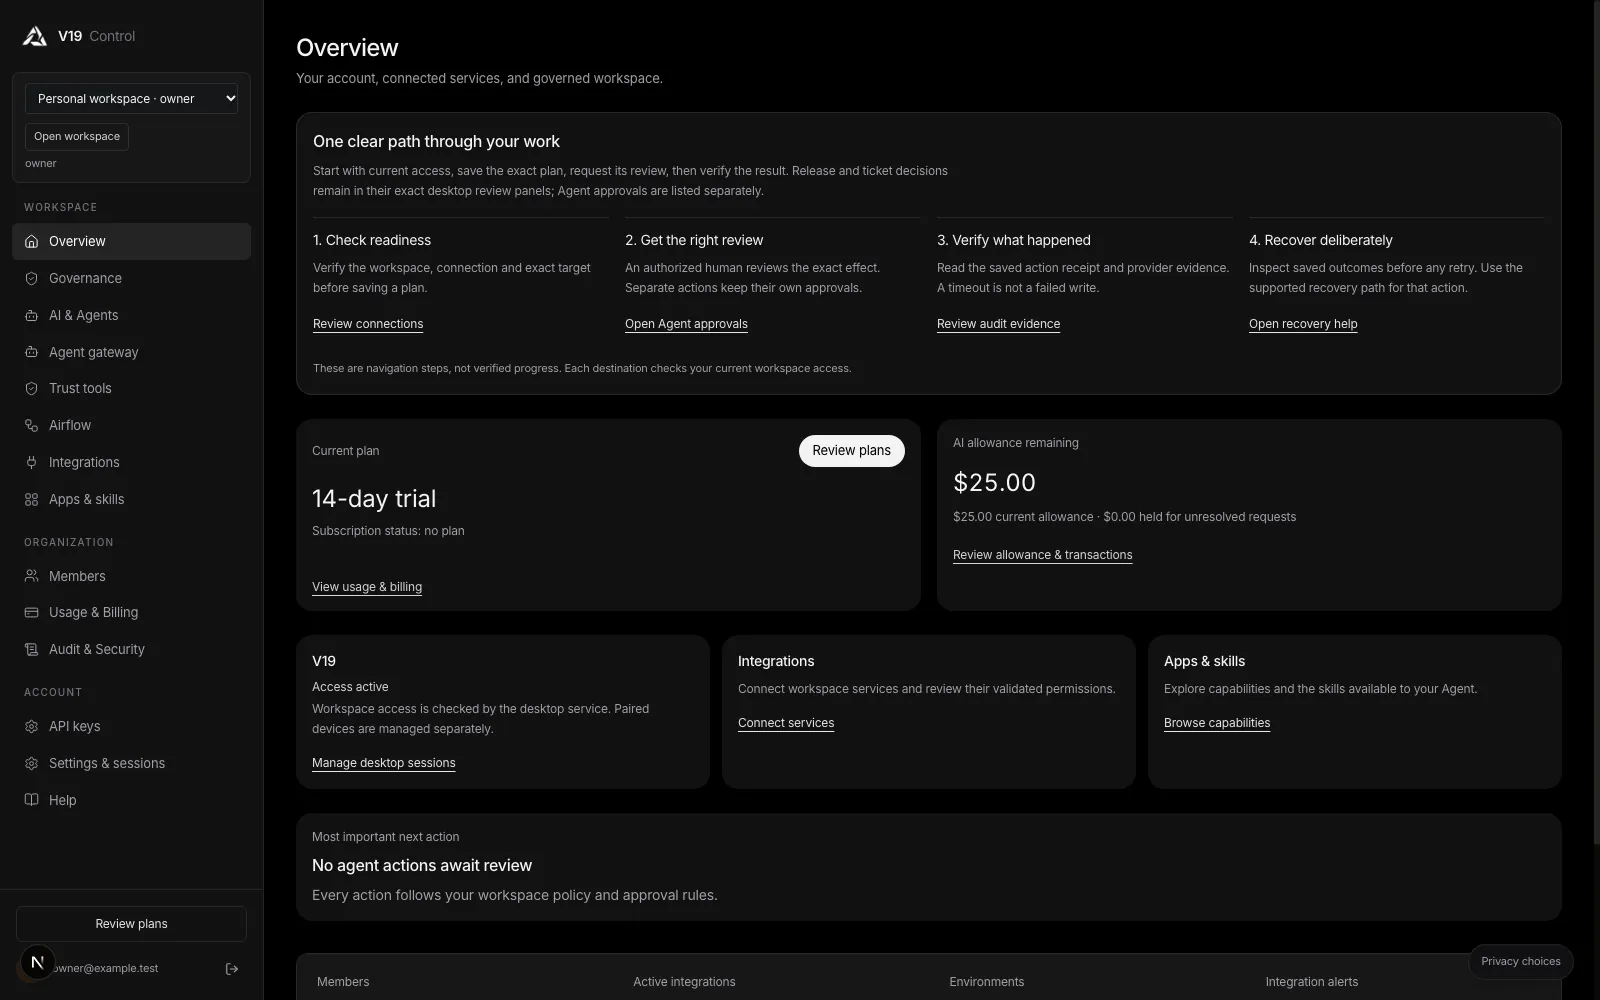 V19 Control
Personal workspace · owner
Open workspace
owner
WORKSPACE
Overview
Governance
AI & Agents
Agent gateway
Trust tools
Airflow
Integrations
Apps & skills
ORGANIZATION
Members
Usage & Billing
Audit & Security
ACCOUNT
API keys
Settings & sessions
Help
Review plans
N
owner@example.test
Overview
Your account, connected services, and governed workspace.
One clear path through your work
Start with current access, save the exact plan, request its review, then verify the result. Release and ticket decisions
remain in their exact desktop review panels; Agent approvals are listed separately.
1. Check readiness
Verify the workspace, connection and exact target
before saving a plan.
Review connections
2. Get the right review
An authorized human reviews the exact effect.
Separate actions keep their own approvals.
Open Agent approvals
3. Verify what happened
Read the saved action receipt and provider evidence.
A timeout is not a failed write.
Review audit evidence
4. Recover deliberately
Inspect saved outcomes before any retry. Use the
supported recovery path for that action.
Open recovery help
These are navigation steps, not verified progress. Each destination checks your current workspace access.
Current plan
Review plans
14-day trial
Subscription status: no plan
View usage & billing
AI allowance remaining
$25.00
$25.00 current allowance · $0.00 held for unresolved requests
Review allowance & transactions
V19
Access active
Workspace access is checked by the desktop service. Paired
devices are managed separately.
Manage desktop sessions
Integrations
Connect workspace services and review their validated permissions.
Connect services
Apps & skills
Explore capabilities and the skills available to your Agent.
Browse capabilities
Most important next action
No agent actions await review
Every action follows your workspace policy and approval rules.
Members
Active integrations
Environments
Integration alerts
Privacy choices